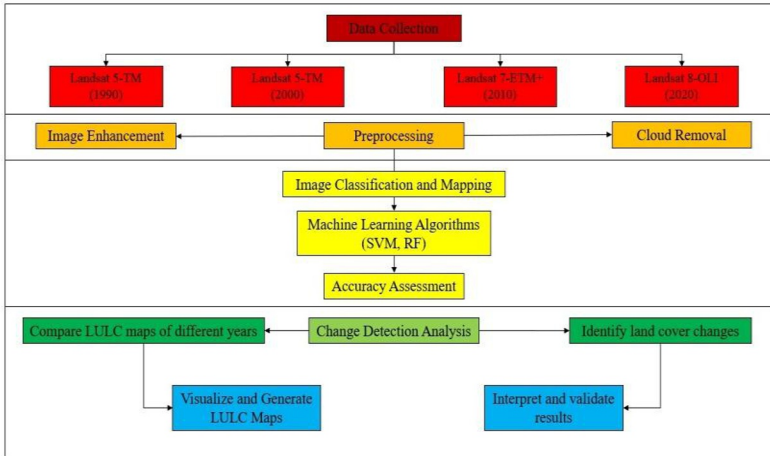 Data Collection
Landsat 5-TM
(1990)
Landsat 5-TM
(2000)
Landsat 7-ETM+
(2010)
Landsat 8-OLI
(2020)
Image Enhancement
Preprocessing
Cloud Removal
Image Classification and Mapping
Machine Learning Algorithms
(SVM, RF)
Accuracy Assessment
Compare LULC maps of different years
Change Detection Analysis
Identify land cover changes
Visualize and Generate
LULC Maps
Interpret and validate
results